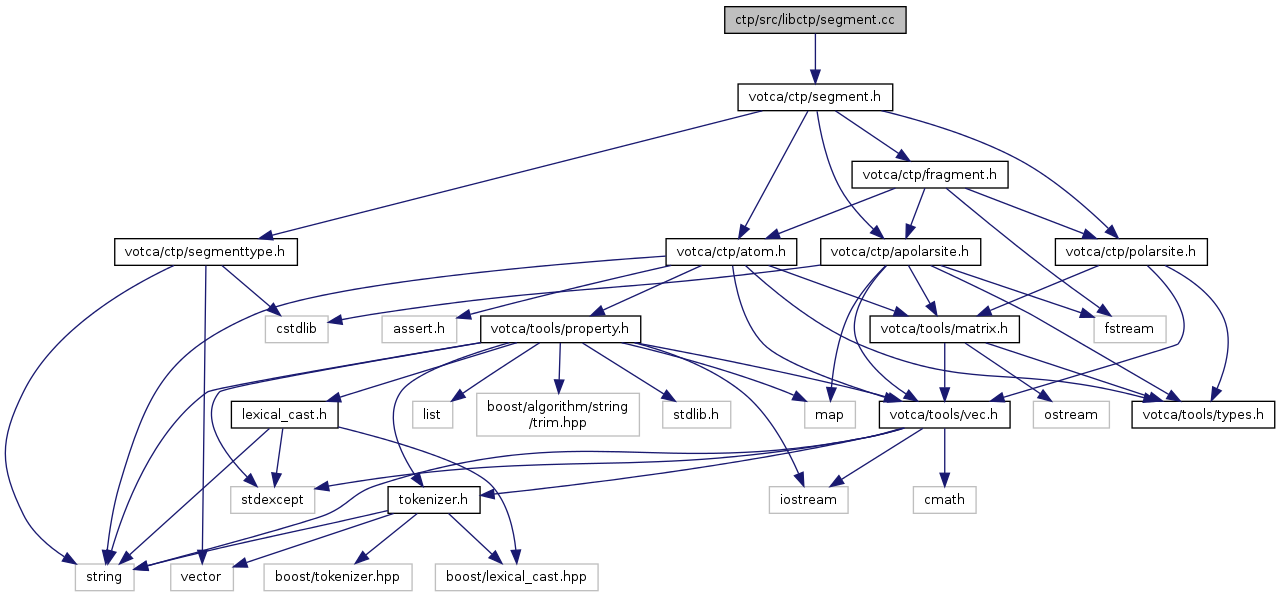 ctp/src/libctp/segment.cc
votca/ctp/segment.h
votca/ctp/fragment.h
votca/ctp/segmenttype.h
votca/ctp/atom.h
votca/ctp/apolarsite.h
votca/ctp/polarsite.h
cstdlib
assert.h
votca/tools/property.h
votca/tools/matrix.h
fstream
lexical_cast.h
list
boost/algorithm/string
/trim.hpp
stdlib.h
map
votca/tools/vec.h
ostream
votca/tools/types.h
stdexcept
tokenizer.h
iostream
cmath
string
vector
boost/tokenizer.hpp
boost/lexical_cast.hpp